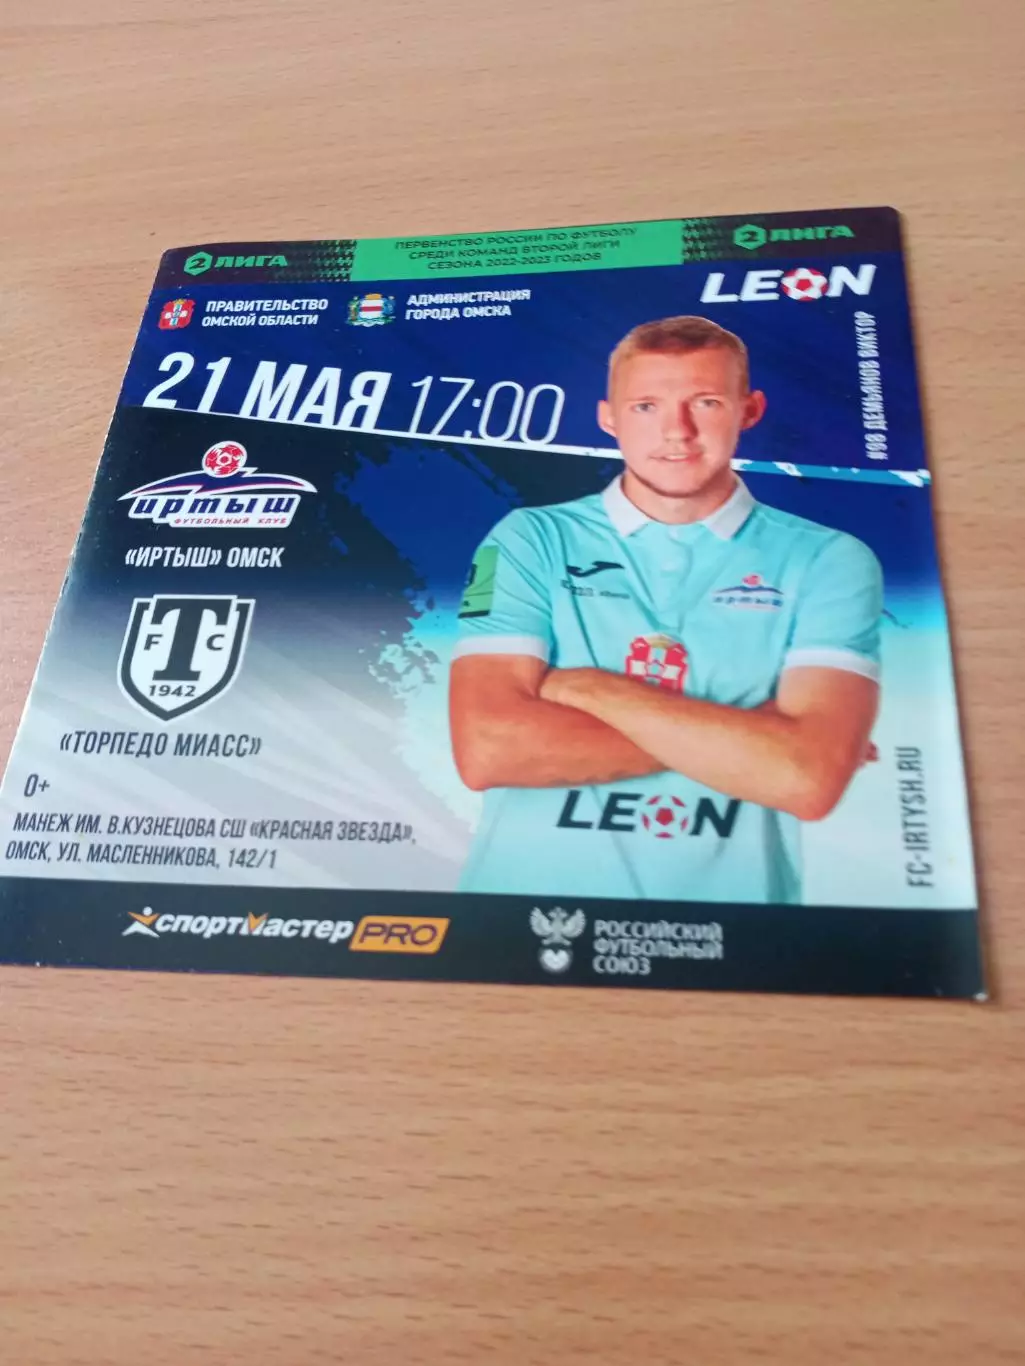 2 ЛИГА
ПЕРВЕНСТВО РОССИИ ПО ФУТБОЛУ
СРЕДИ КОМАНД ВТОРОЙ ЛИГИ
СЕЗОНА 2022-2023 ГОДОВ
2 ЛИГА
ПРАВИТЕЛЬСТВО
ОМСКОЙ ОБЛАСТИ
АДМИНИСТРАЦИЯ
ГОРОДА ОМСКА
LEON
21 МАЯ 17:00
#98 ДЕМЬЯНОВ ВИКТОР
ИРТЫШ
ФУТБОЛЬНЫЙ КЛУБ
«ИРТЫШ» ОМСК
FC
T
1942
«ТОРПЕДО МИАСС»
0+
МАНЕЖ ИМ. В.КУЗНЕЦОВА СШ «КРАСНАЯ ЗВЕЗДА»,
ОМСК, УЛ. МАСЛЕННИКОВА, 142/1
ИРТЫШ
LEON
FC-IRTYSH.RU
СПОРТМАСТЕР PRO
РОССИЙСКИЙ
ФУТБОЛЬНЫЙ
СОЮЗ